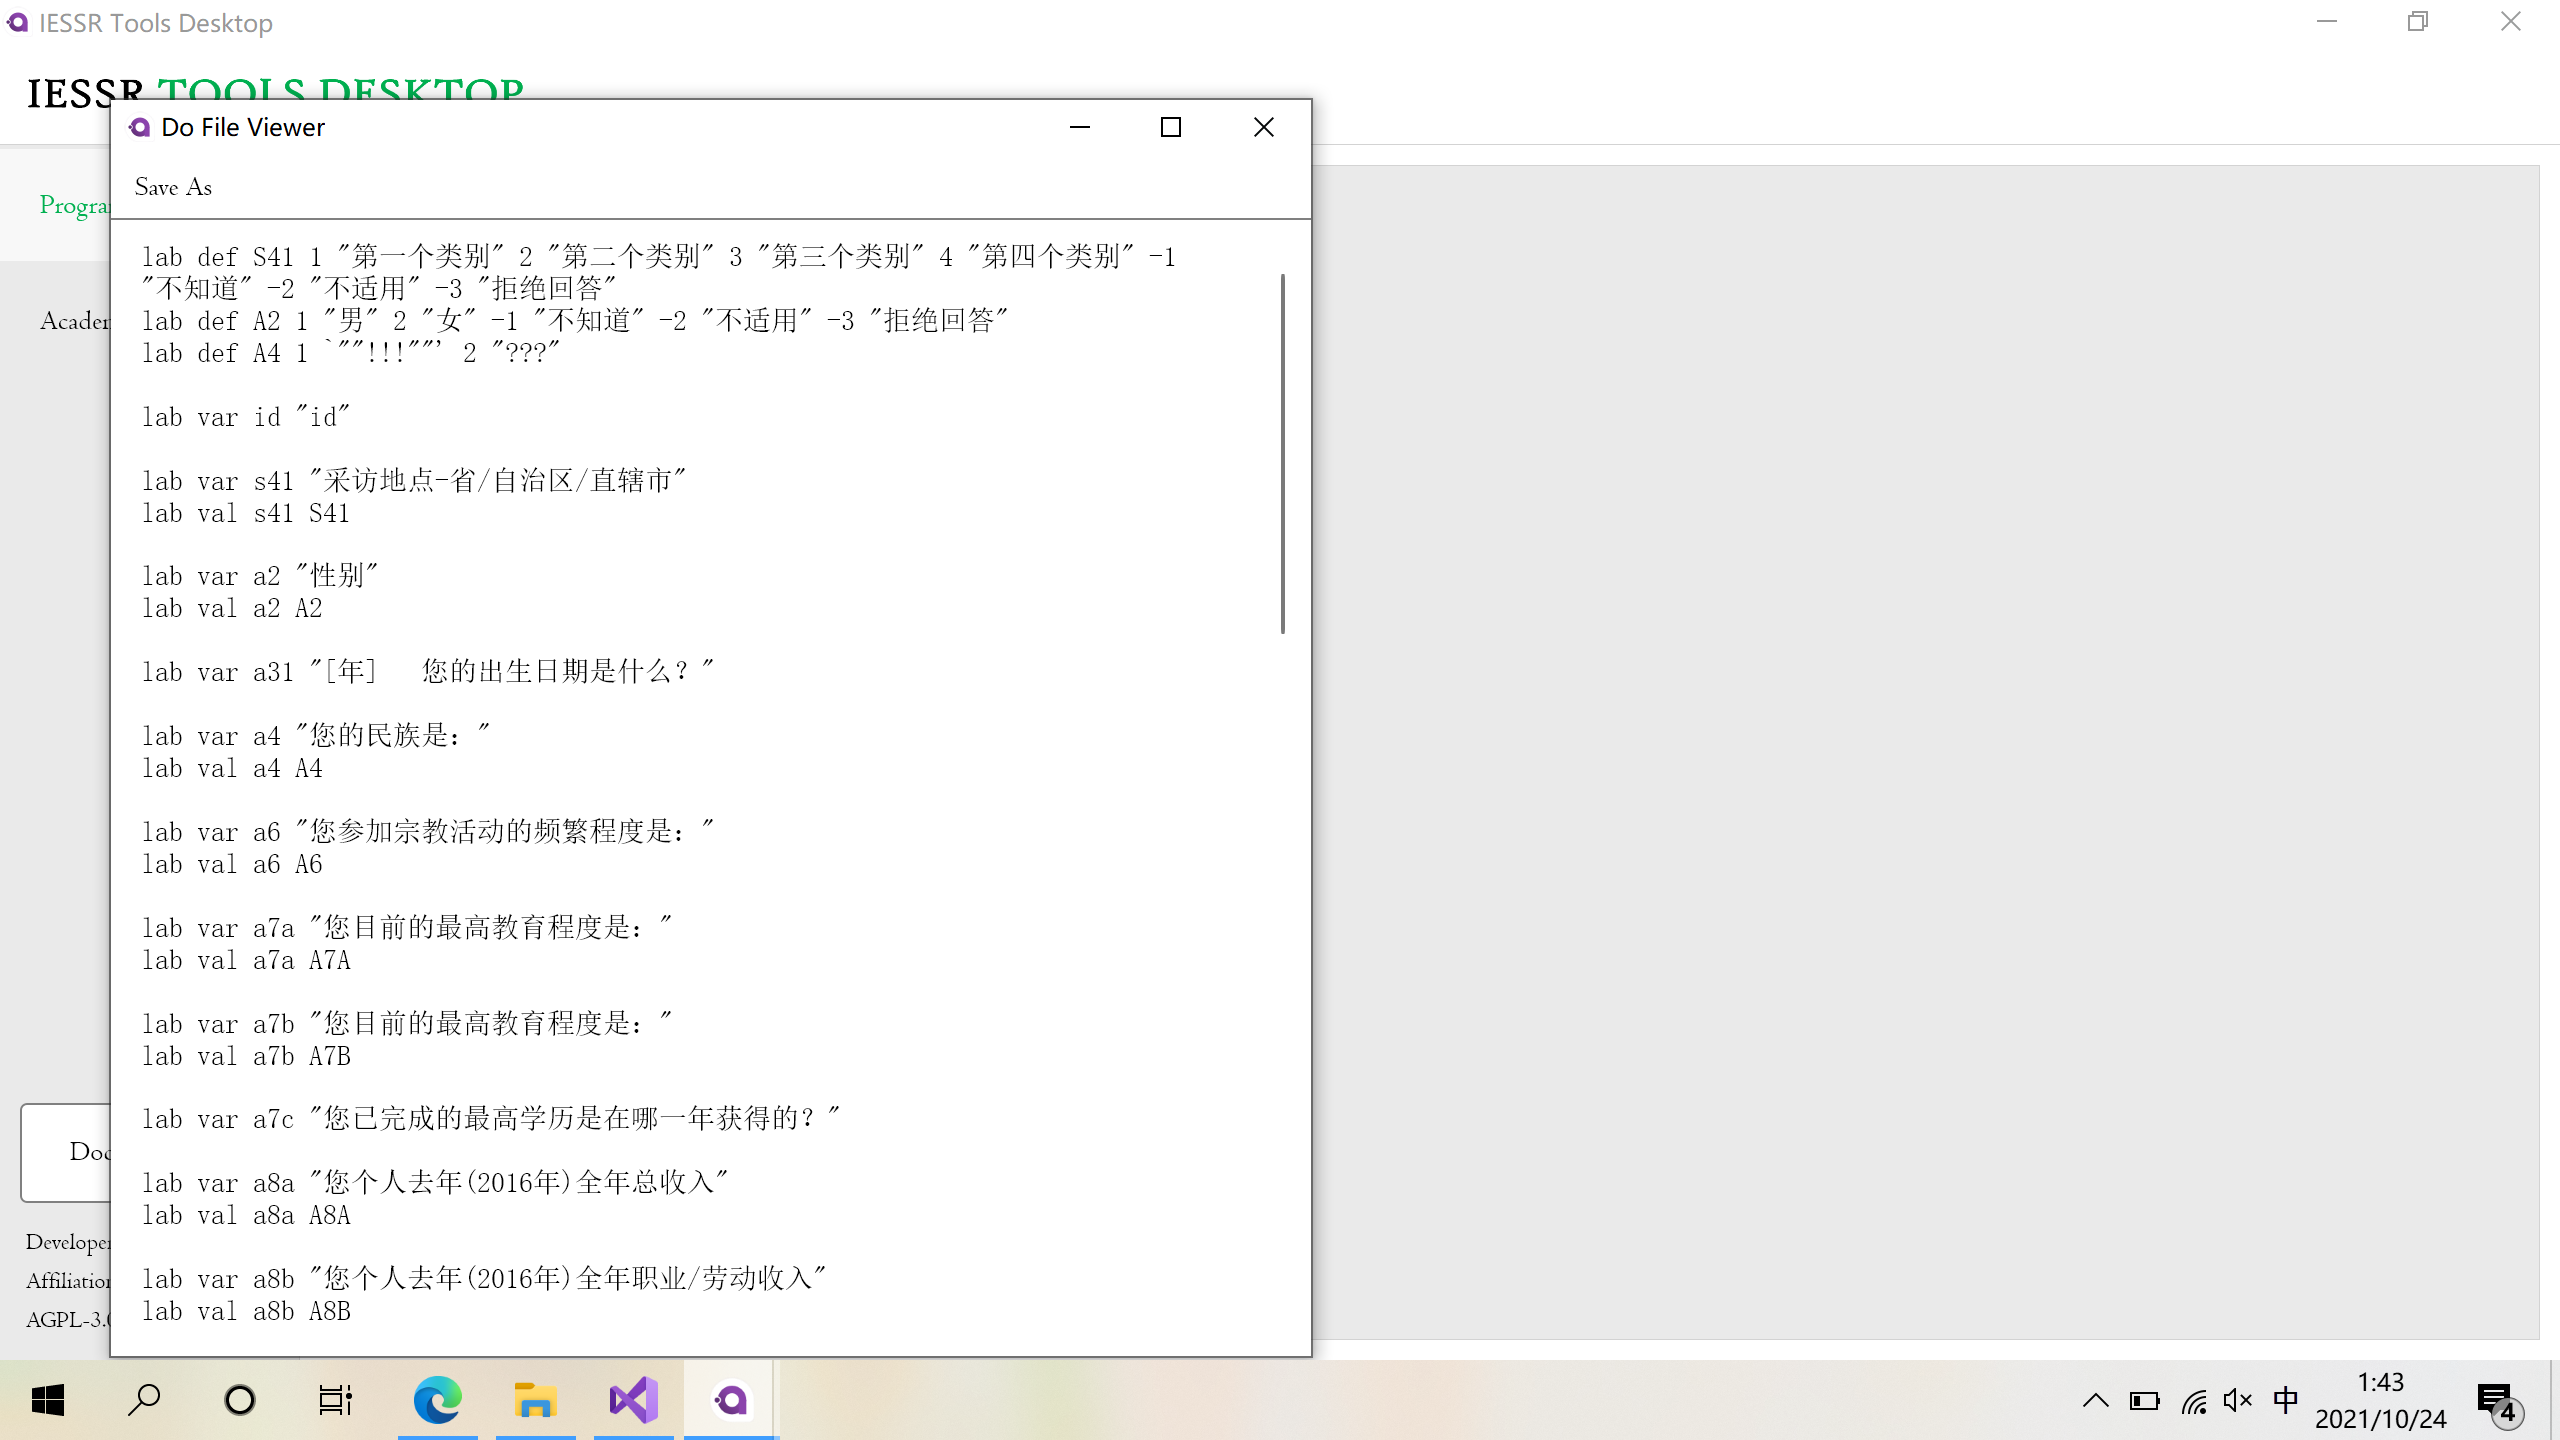 IESSR Tools Desktop
IESSR TOOLS DESKTOP
Do File Viewer
Save As
lab def S41 1 "第一个类别" 2 "第二个类别" 3 "第三个类别" 4 "第四个类别" -1
"不知道" -2 "不适用" -3 "拒绝回答"
lab def A2 1 "男" 2 "女" -1 "不知道" -2 "不适用" -3 "拒绝回答"
lab def A4 1 `""!!!""' 2 "???"
lab var id "id"
lab var s41 "采访地点-省/自治区/直辖市"
lab val s41 S41
lab var a2 "性别"
lab val a2 A2
lab var a31 "[年]   您的出生日期是什么？"
lab var a4 "您的民族是："
lab val a4 A4
lab var a6 "您参加宗教活动的频繁程度是："
lab val a6 A6
lab var a7a "您目前的最高教育程度是："
lab val a7a A7A
lab var a7b "您目前的最高教育程度是："
lab val a7b A7B
lab var a7c "您已完成的最高学历是在哪一年获得的？"
lab var a8a "您个人去年(2016年)全年总收入"
lab val a8a A8A
lab var a8b "您个人去年(2016年)全年职业/劳动收入"
lab val a8b A8B
中
1:43
2021/10/24
4